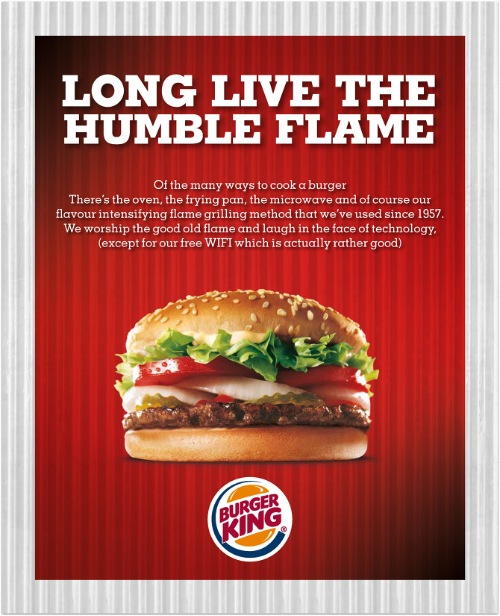 LONG LIVE THE
HUMBLE FLAME
Of the many ways to cook a burger
There's the oven, the frying pan, the microwave and of course our
flavour intensifying flame grilling method that we've used since 1957.
We worship the good old flame and laugh in the face of technology,
(except for our free WIFI which is actually rather good)
BURGER
KING®